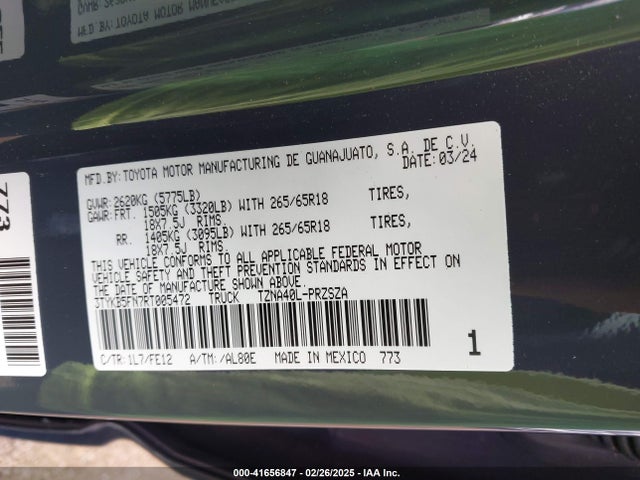 MFD.BY:TOYOTA MOTOR MANUFACTURING DE GUANAJUATO, S.A. DE C.V.
DATE: 03/24
GVWR: 2620KG (5775LB)
GAWR: FRT. 1505KG (3320LB) WITH 265/65R18 TIRES,
18X7.5J RIMS
RR. 1405KG (3095LB) WITH 265/65R18 TIRES,
18X7.5J RIMS.
THIS VEHICLE CONFORMS TO ALL APPLICABLE FEDERAL MOTOR
VEHICLE SAFETY AND THEFT PREVENTION STANDARDS IN EFFECT
ON THE DATE OF MANUFACTURE SHOWN ABOVE.
3TYKB5FN7RT005472 TRUCK TZNA40L-PRZSZA
C/TR: 1L7/FE12 A/TM: /AL80E MADE IN MEXICO 773
1
773
000-41656847 - 02/26/2025 - IAA Inc.